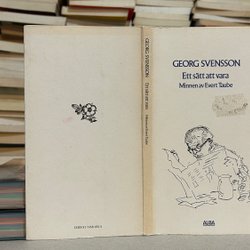 GEORG SVENSSON
Ett sätt att vara
Minnen av Evert Taube
GEORG SVENSSON
Ett sätt att vara
Minnen av Evert Taube
ALBA